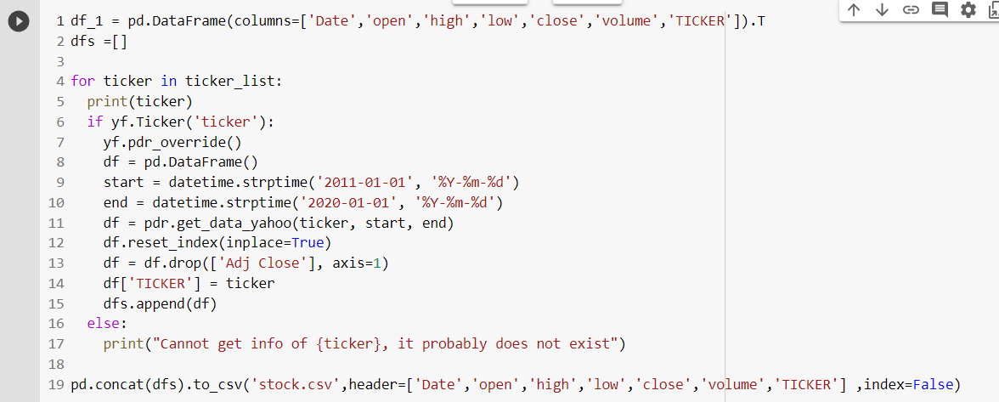 1 df_1 = pd.DataFrame(columns=['Date','open','high','low','close','volume','TICKER']).T
2 dfs =[]
3
4 for ticker in ticker_list:
5   print(ticker)
6   if yf.Ticker('ticker'):
7     yf.pdr_override()
8     df = pd.DataFrame()
9     start = datetime.strptime('2011-01-01', '%Y-%m-%d')
10     end = datetime.strptime('2020-01-01', '%Y-%m-%d')
11     df = pdr.get_data_yahoo(ticker, start, end)
12     df.reset_index(inplace=True)
13     df = df.drop(['Adj Close'], axis=1)
14     df['TICKER'] = ticker
15     dfs.append(df)
16   else:
17     print("Cannot get info of {ticker}, it probably does not exist")
18
19 pd.concat(dfs).to_csv('stock.csv',header=['Date','open','high','low','close','volume','TICKER'] ,index=False)